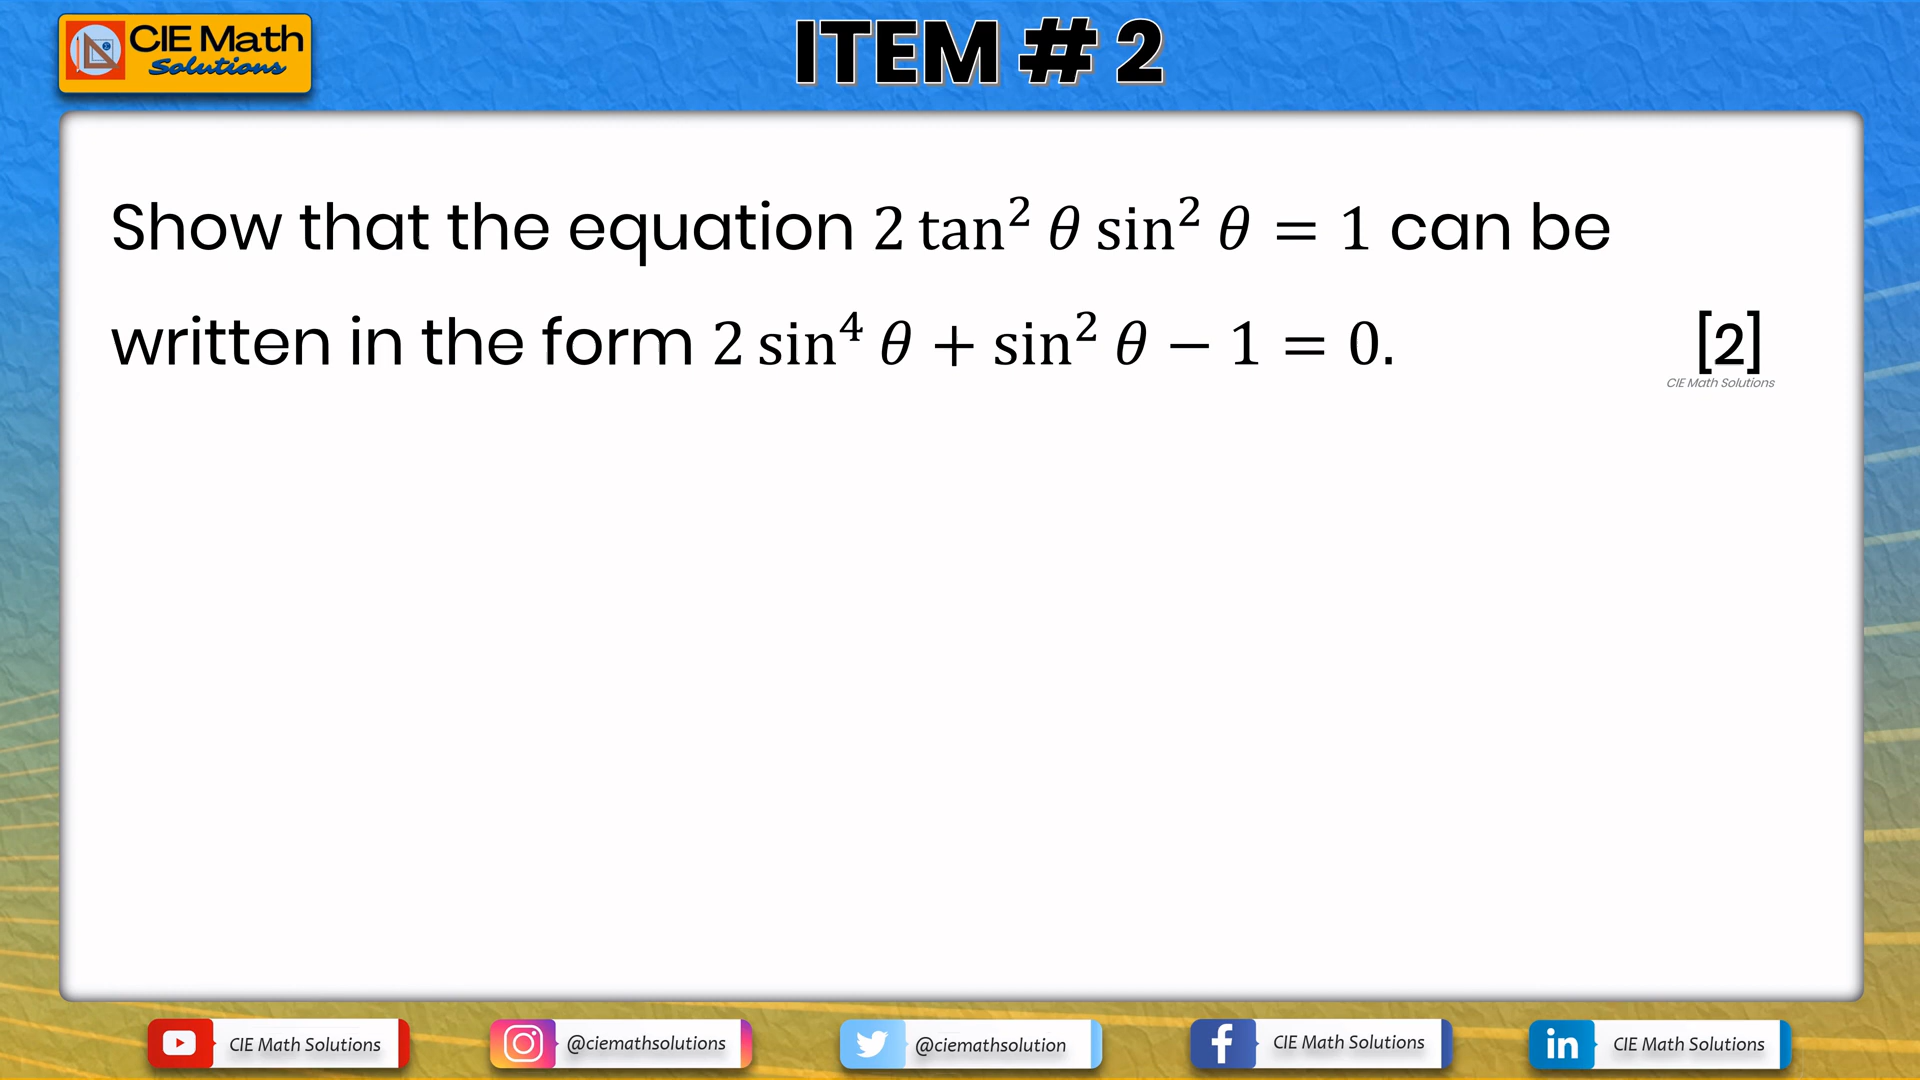 CIE Math
Solutions
ITEM # 2
Show that the equation 2 tan² θ sin² θ = 1 can be
written in the form 2 sin⁴ θ + sin² θ − 1 = 0. [2]
CIE Math Solutions
CIE Math Solutions
@ciemathsolutions
@ciemathsolution
CIE Math Solutions
CIE Math Solutions